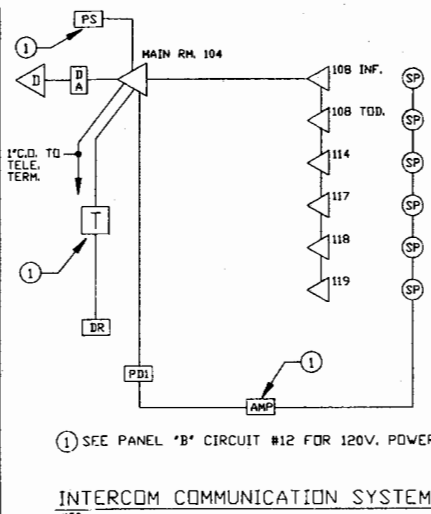 PS
1
MAIN RM. 104
D
DA
108 INF.
SP
108 TOD.
SP
1"C.O. TO
TELE.
TERM.
114
SP
T
117
SP
118
SP
1
119
SP
DR
PD1
1
AMP
1 SEE PANEL "B" CIRCUIT #12 FOR 120V. POWER
INTERCOM COMMUNICATION SYSTEM